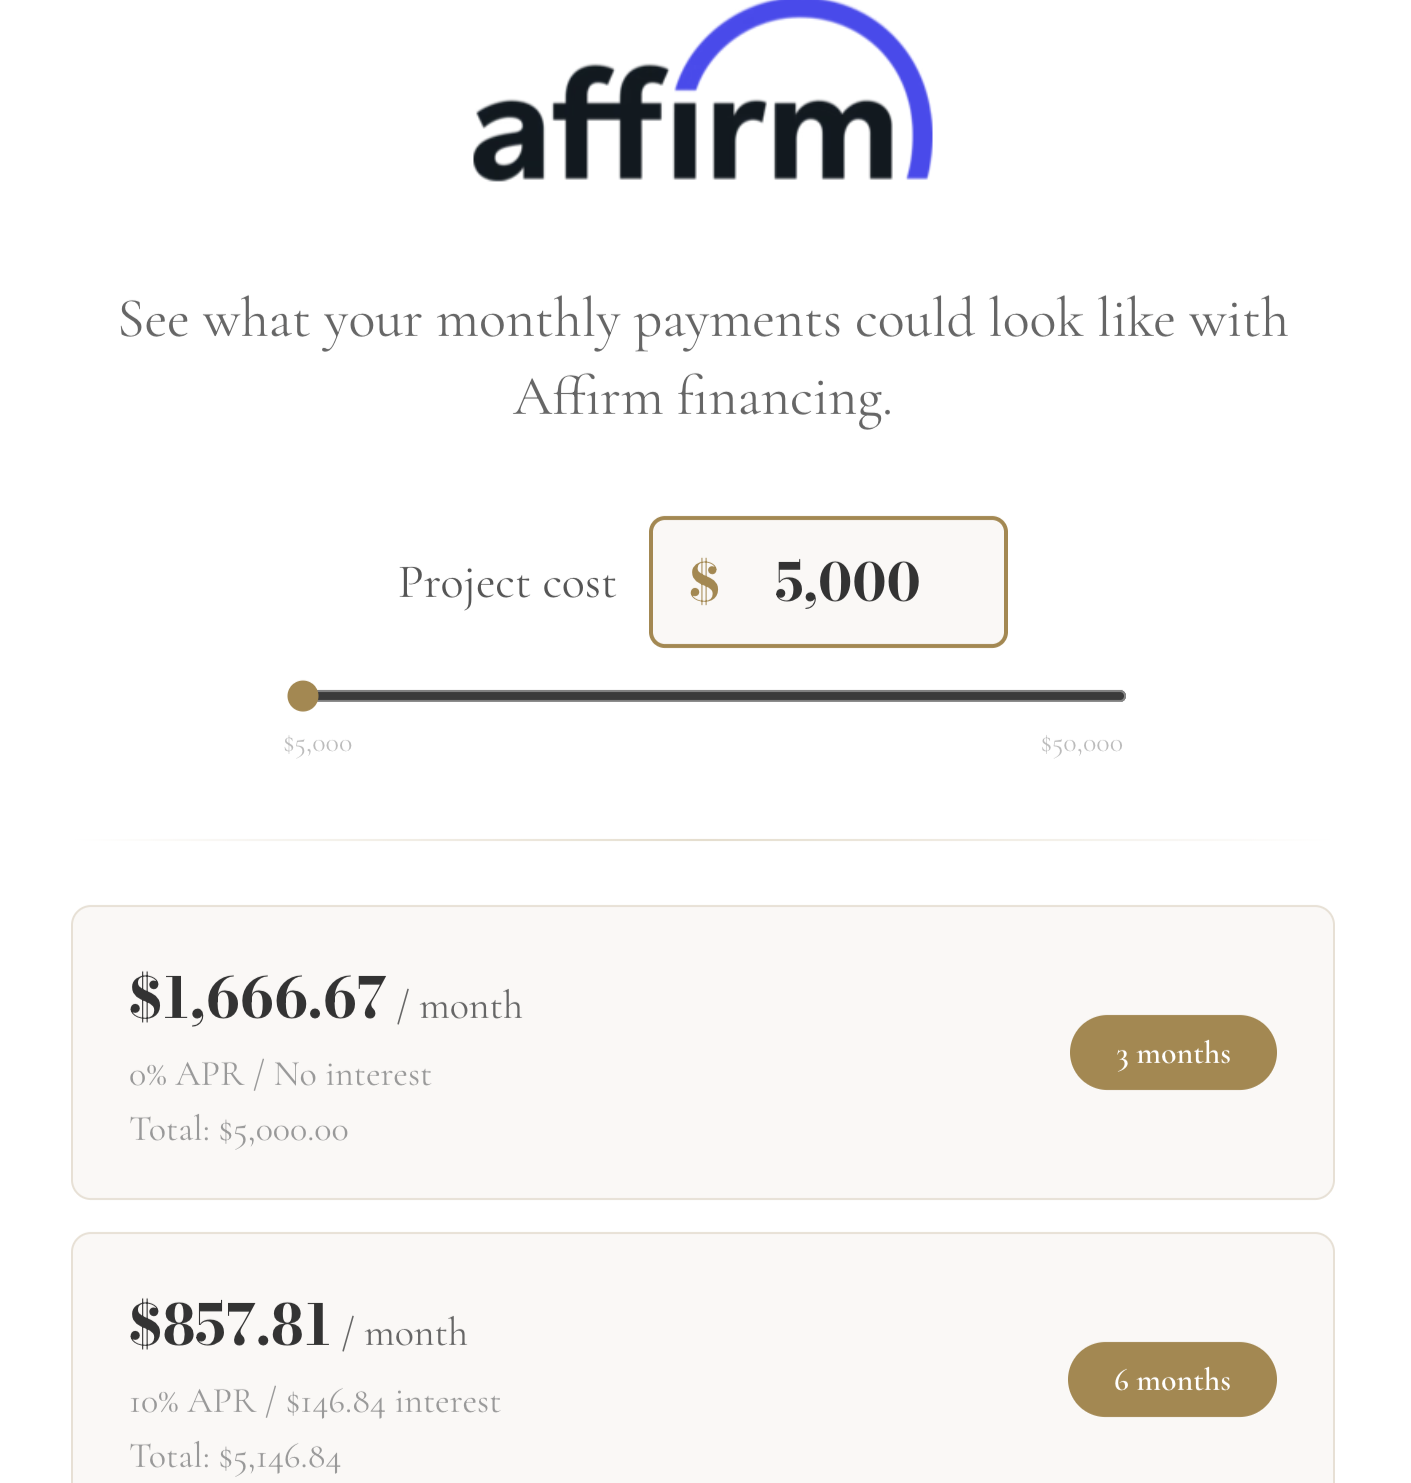 affirm
See what your monthly payments could look like with
Affirm financing.
Project cost
$ 5,000
$5,000
$50,000
$1,666.67 / month
0% APR / No interest
Total: $5,000.00
3 months
$857.81 / month
10% APR / $146.84 interest
Total: $5,146.84
6 months